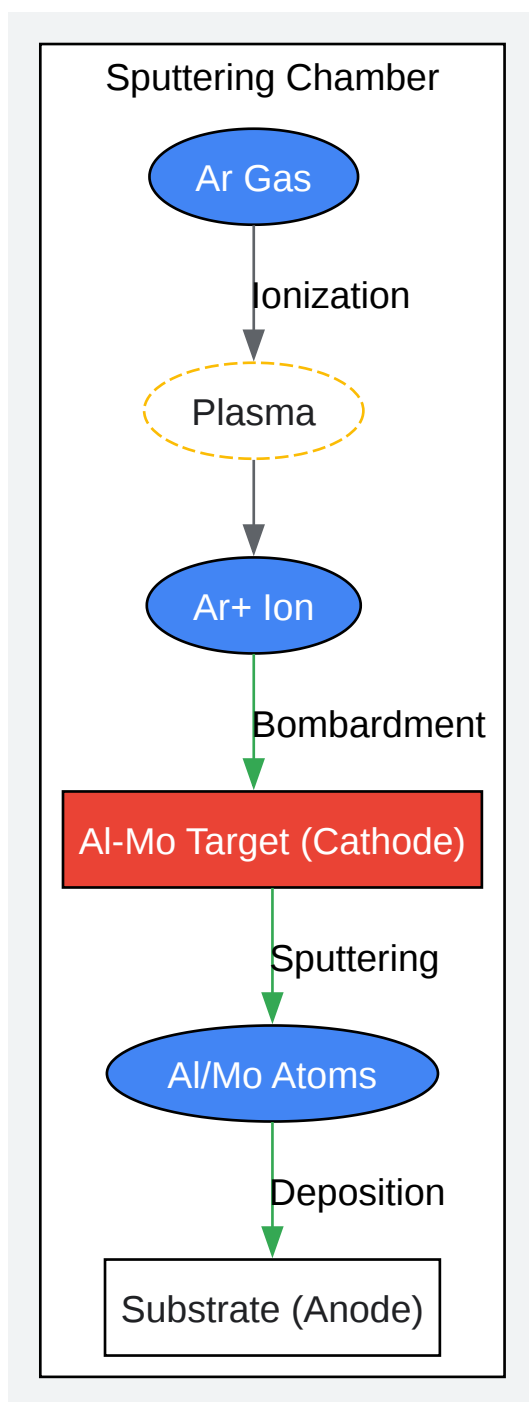 Sputtering Chamber
Ar Gas
Ionization
Plasma
Ar+ Ion
Bombardment
Al-Mo Target (Cathode)
Sputtering
Al/Mo Atoms
Deposition
Substrate (Anode)